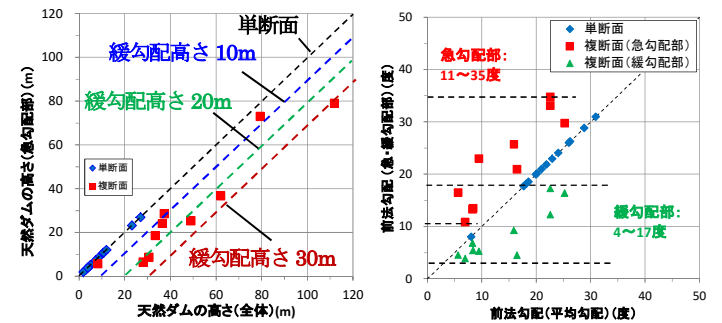 120
100
80
60
40
20
0
天然ダムの高さ(急勾配部)(m)
単断面
緩勾配高さ 10m
緩勾配高さ 20m
緩勾配高さ 30m
単断面
複断面
0 20 40 60 80 100 120
天然ダムの高さ(全体)(m)
50
40
30
20
10
0
前法勾配(急・緩勾配部)(度)
単断面
複断面(急勾配部)
複断面(緩勾配部)
急勾配部:
11~35度
緩勾配部:
4~17度
0 10 20 30 40 50
前法勾配(平均勾配)(度)